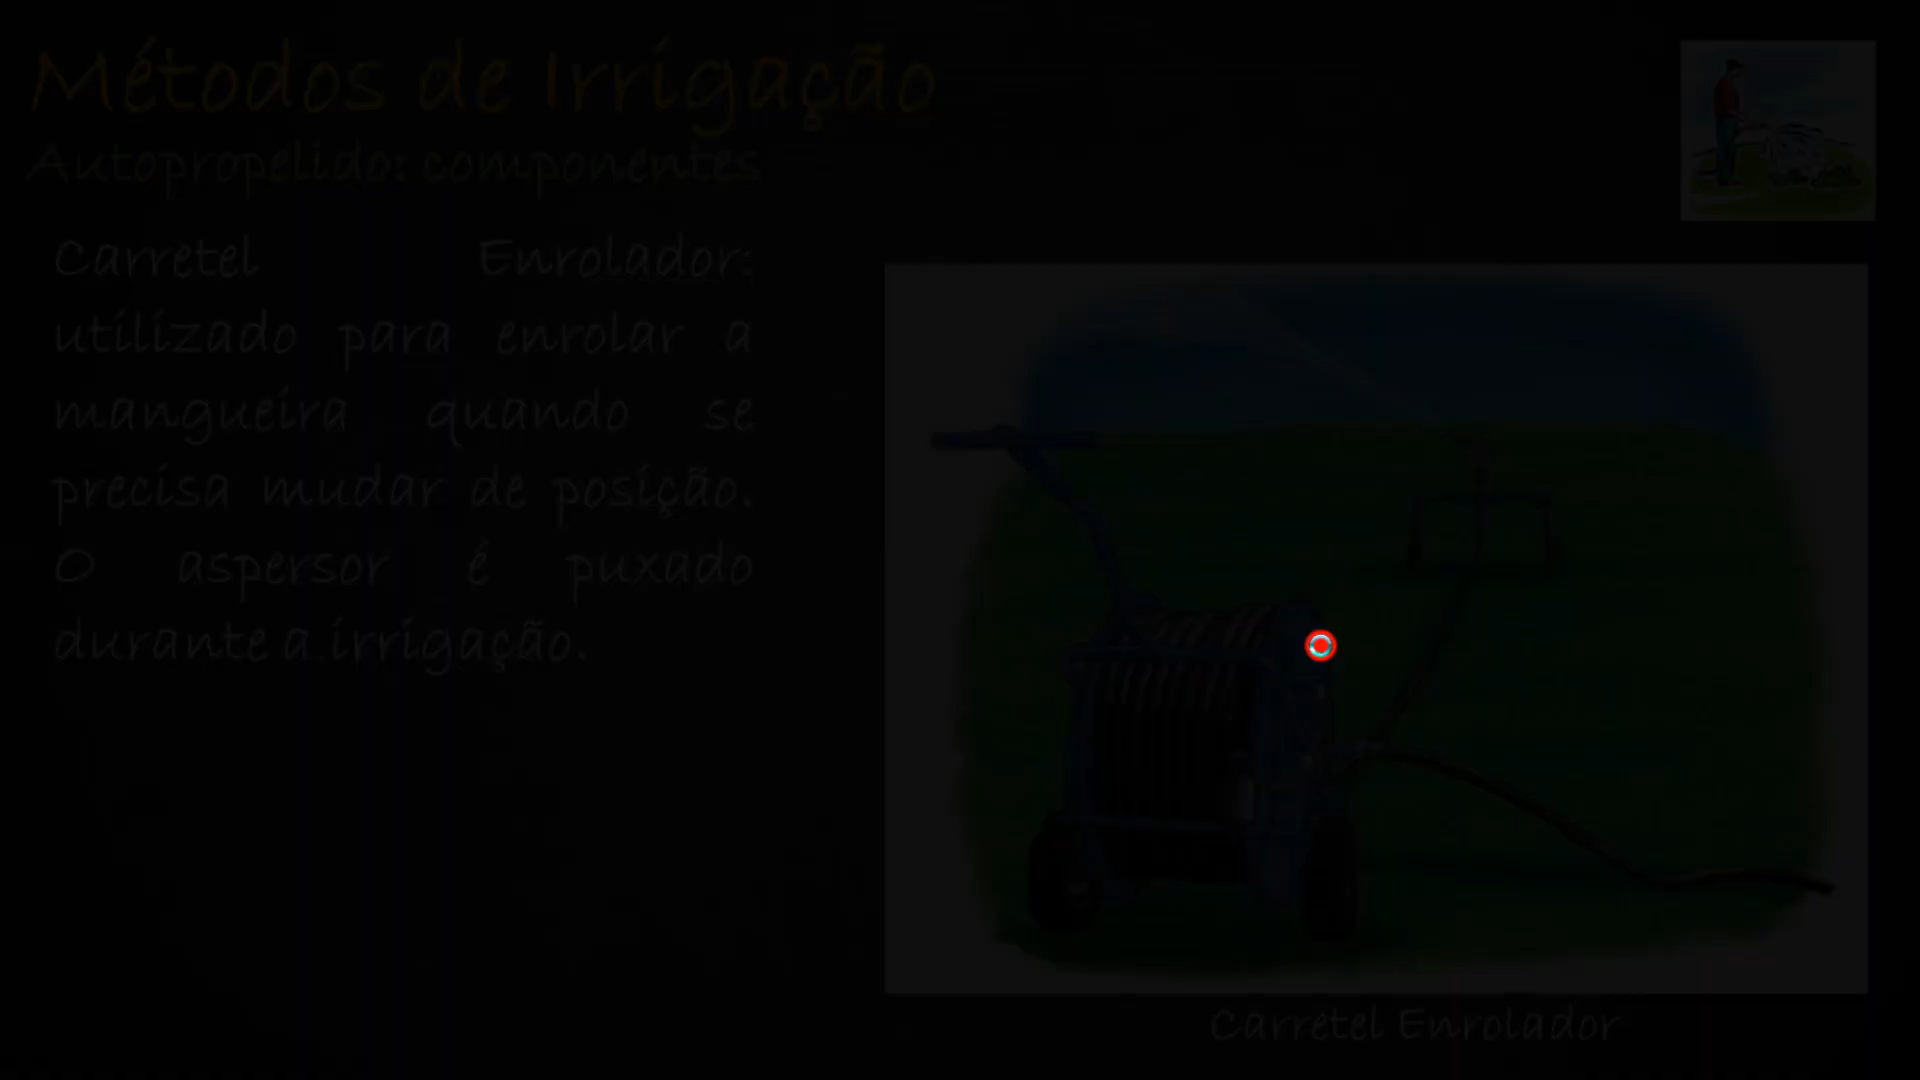 Métodos de Irrigação
Autopropelido: componentes
Carretel Enrolador:
utilizado para enrolar a
mangueira quando se
precisa mudar de posição.
O aspersor é puxado
durante a irrigação.
Carretel Enrolador